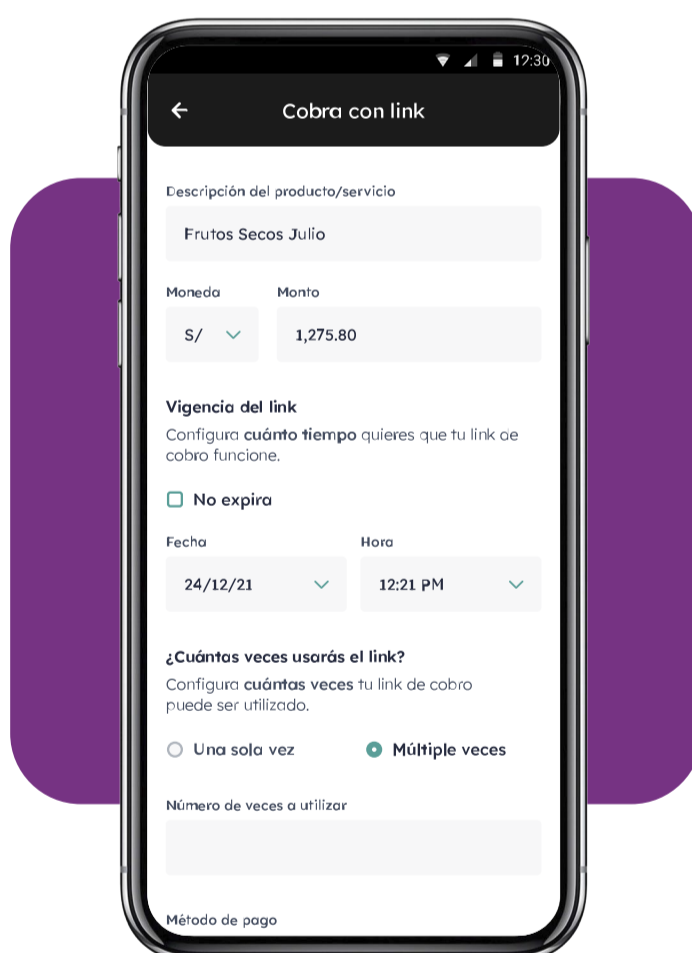 12:30
Cobra con link
Descripción del producto/servicio
Frutos Secos Julio
Moneda
Monto
S/
1,275.80
Vigencia del link
Configura cuánto tiempo quieres que tu link de
cobro funcione.
No expira
Fecha
Hora
24/12/21
12:21 PM
¿Cuántas veces usarás el link?
Configura cuántas veces tu link de cobro
puede ser utilizado.
Una sola vez
Múltiple veces
Número de veces a utilizar
Método de pago